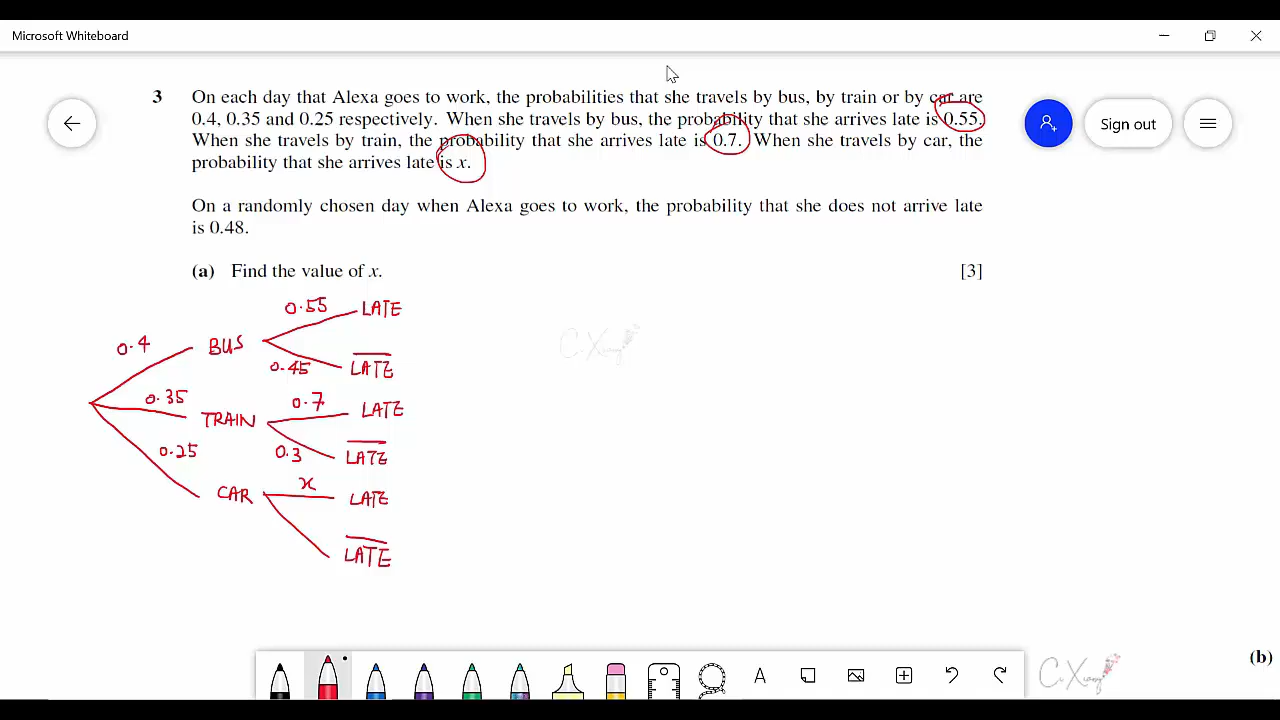 Microsoft Whiteboard
3 On each day that Alexa goes to work, the probabilities that she travels by bus, by train or by car are
0.4, 0.35 and 0.25 respectively. When she travels by bus, the probability that she arrives late is 0.55.
When she travels by train, the probability that she arrives late is 0.7. When she travels by car, the
probability that she arrives late is x.
Sign out
On a randomly chosen day when Alexa goes to work, the probability that she does not arrive late
is 0.48.
(a) Find the value of x. [3]
0.55 LATE
0.4 BUS
0.45 L̅A̅T̅E̅
0.35 TRAIN
0.7 LATE
0.3 L̅A̅T̅E̅
0.25 CAR
x LATE
L̅A̅T̅E̅
C.Xiang
(b)
A
C.Xiang